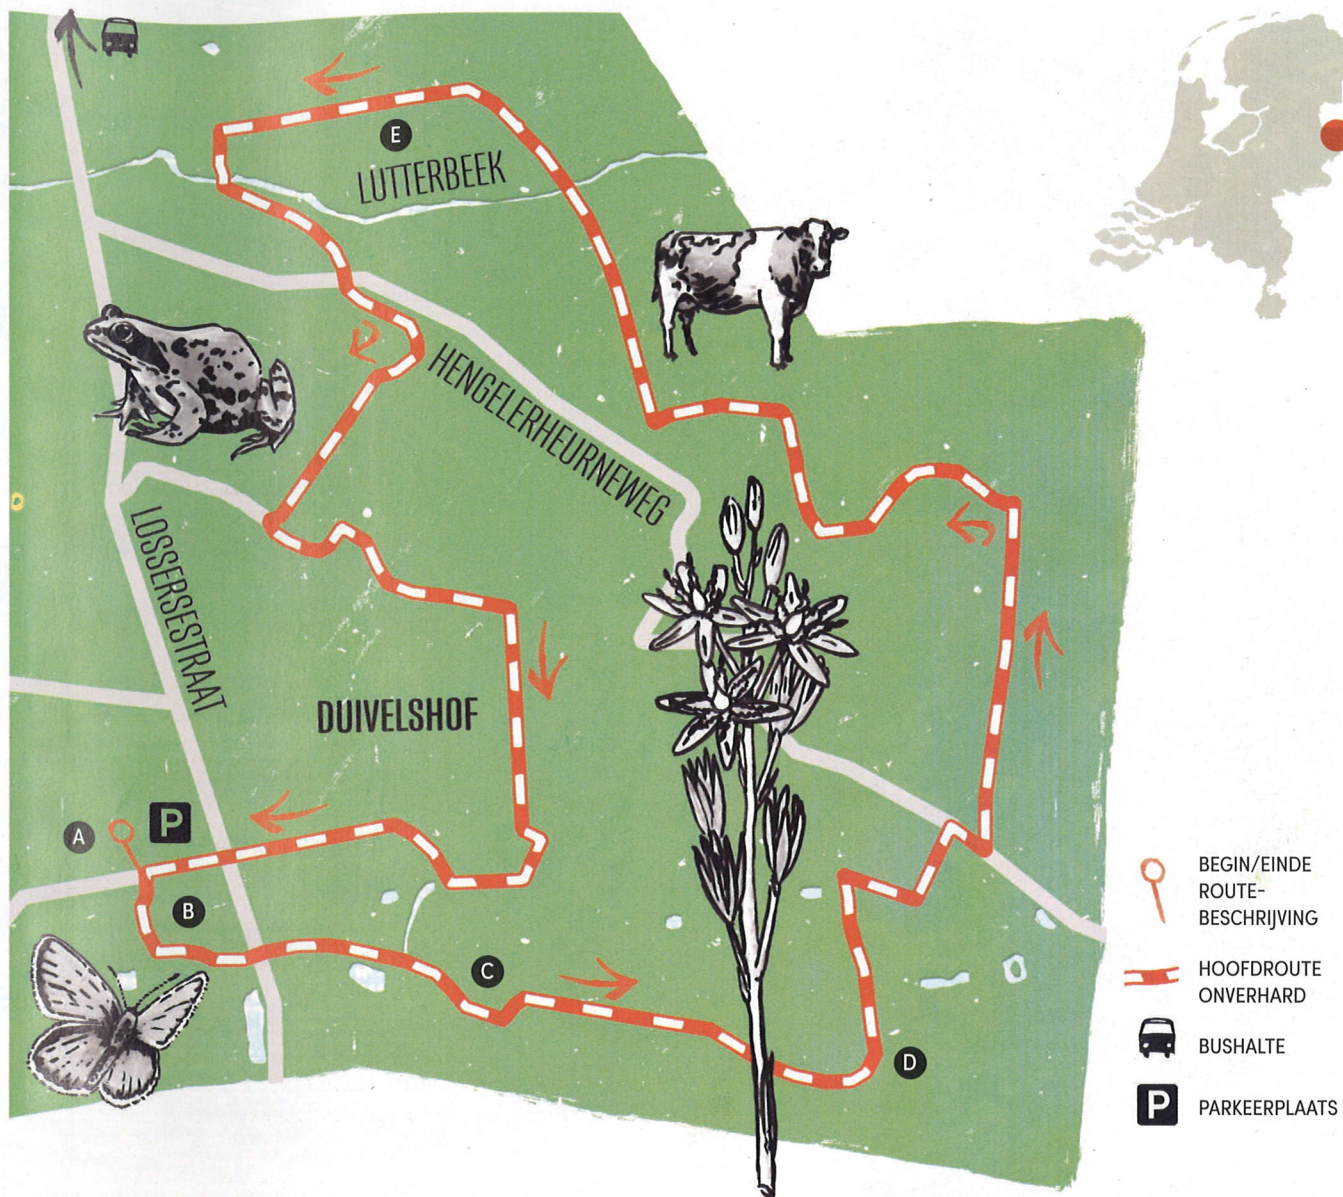 E
LUTTERBEEK
HENGELERHEURNEWEG
LOSSERSESTRAAT
DUIVELSHOF
A
P
B
C
D
BEGIN/EINDE
ROUTE-
BESCHRIJVING
HOOFDROUTE
ONVERHARD
BUSHALTE
P
PARKEERPLAATS